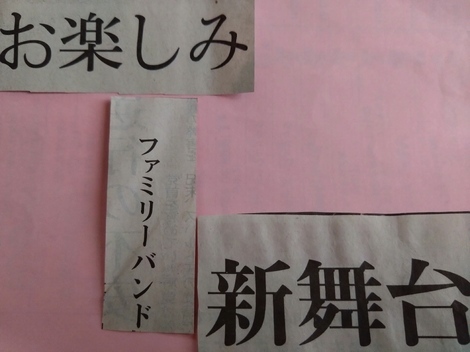 お楽しみ
ファミリーバンド
新舞台